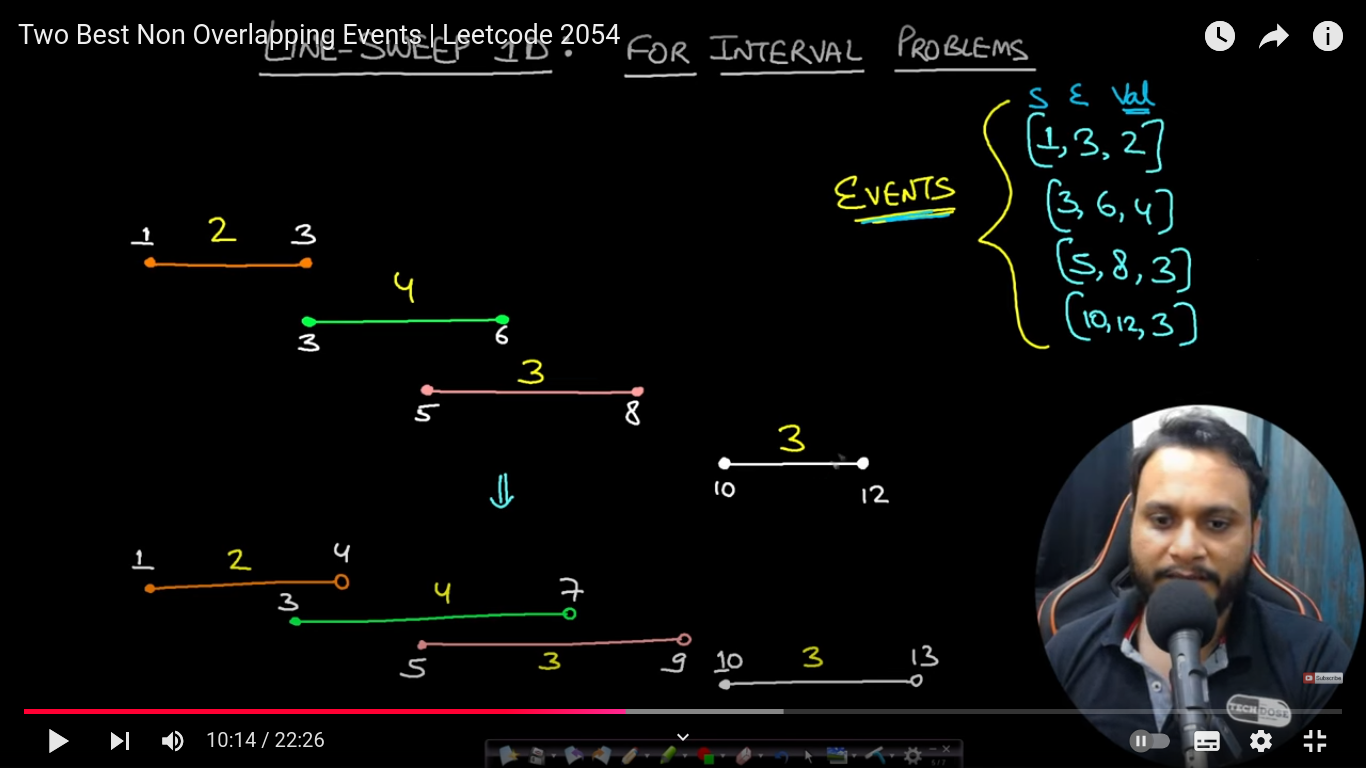 Two Best Non Overlapping Events | Leetcode 2054
LINE-SWEEP 1D: FOR INTERVAL PROBLEMS
S E Val
[1, 3, 2]
EVENTS
[3, 6, 4]
[5, 8, 3]
[10, 12, 3]
1 2 3
4
3 6
3
5 8
3
10 12
1 2 4
3 4 7
5 3 9
10 3 13
Subscribe
TECH DOSE
10:14 / 22:26